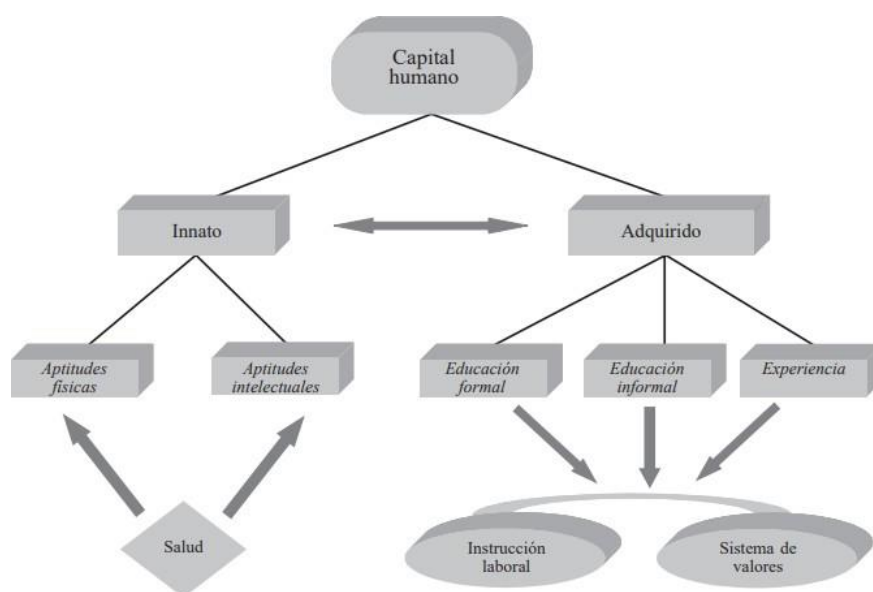 Capital
humano
Innato
Adquirido
Aptitudes
físicas
Aptitudes
intelectuales
Educación
formal
Educación
informal
Experiencia
Salud
Instrucción
laboral
Sistema de
valores